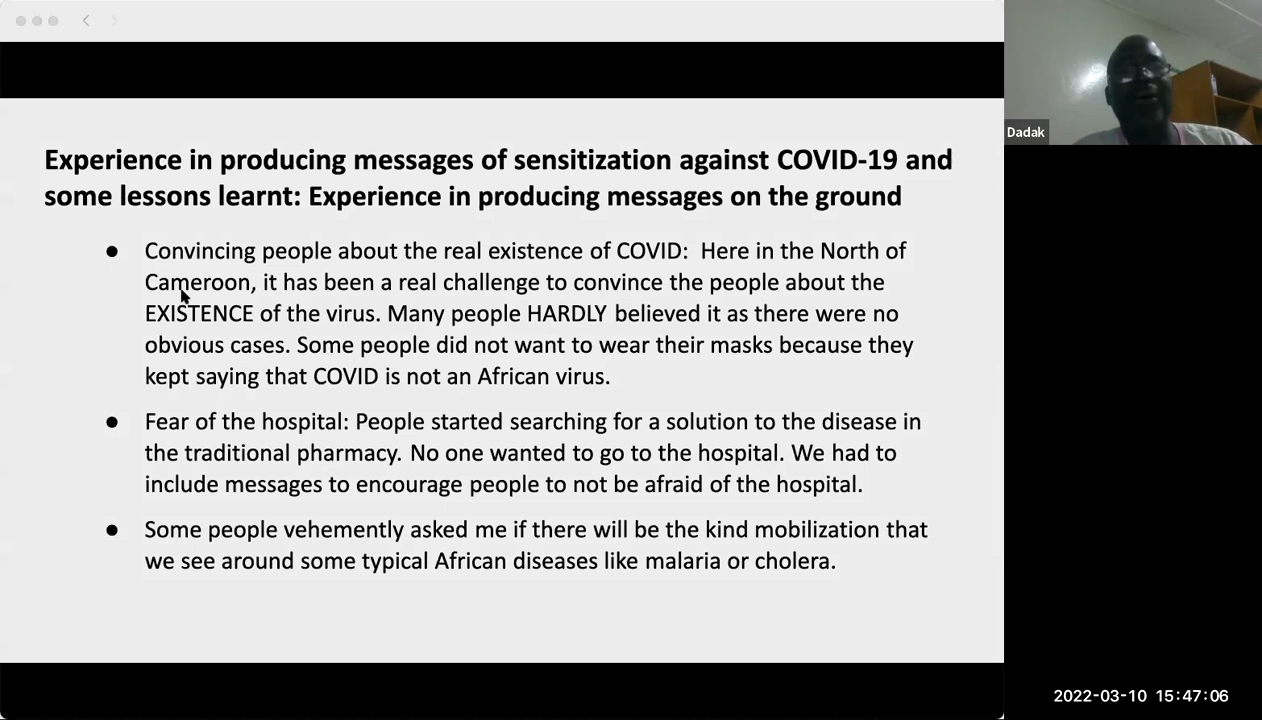 Experience in producing messages of sensitization against COVID-19 and
some lessons learnt: Experience in producing messages on the ground
● Convincing people about the real existence of COVID:  Here in the North of
Cameroon, it has been a real challenge to convince the people about the
EXISTENCE of the virus. Many people HARDLY believed it as there were no
obvious cases. Some people did not want to wear their masks because they
kept saying that COVID is not an African virus.
● Fear of the hospital: People started searching for a solution to the disease in
the traditional pharmacy. No one wanted to go to the hospital. We had to
include messages to encourage people to not be afraid of the hospital.
● Some people vehemently asked me if there will be the kind mobilization that
we see around some typical African diseases like malaria or cholera.
Dadak
2022-03-10 15:47:06